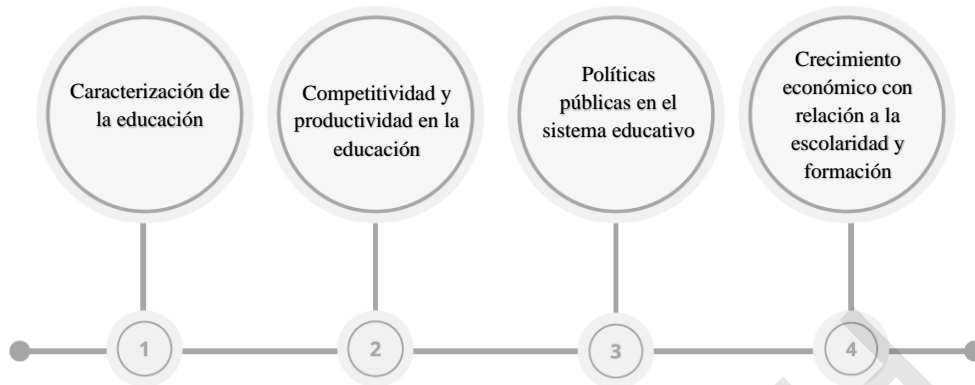 Caracterización de
la educación
Competitividad y
productividad en la
educación
Políticas
públicas en el
sistema educativo
Crecimiento
económico con
relación a la
escolaridad y
formación
1
2
3
4